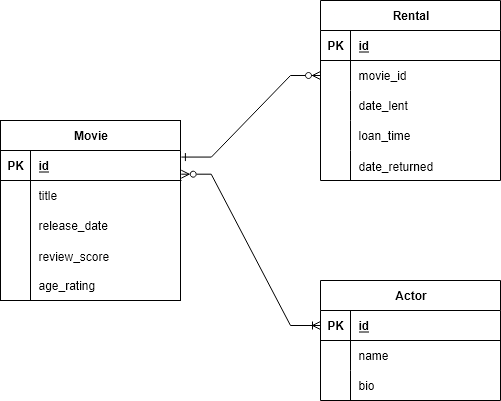 Rental
PK id
movie_id
date_lent
loan_time
date_returned
Movie
PK id
title
release_date
review_score
age_rating
Actor
PK id
name
bio